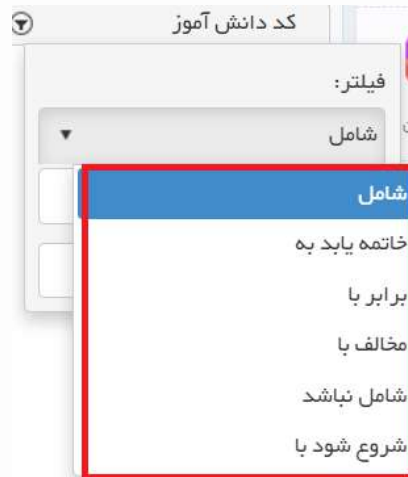 کد دانش آموز
فیلتر:
شامل
شامل
خاتمه یابد به
برابر با
مخالف با
شامل نباشد
شروع شود با